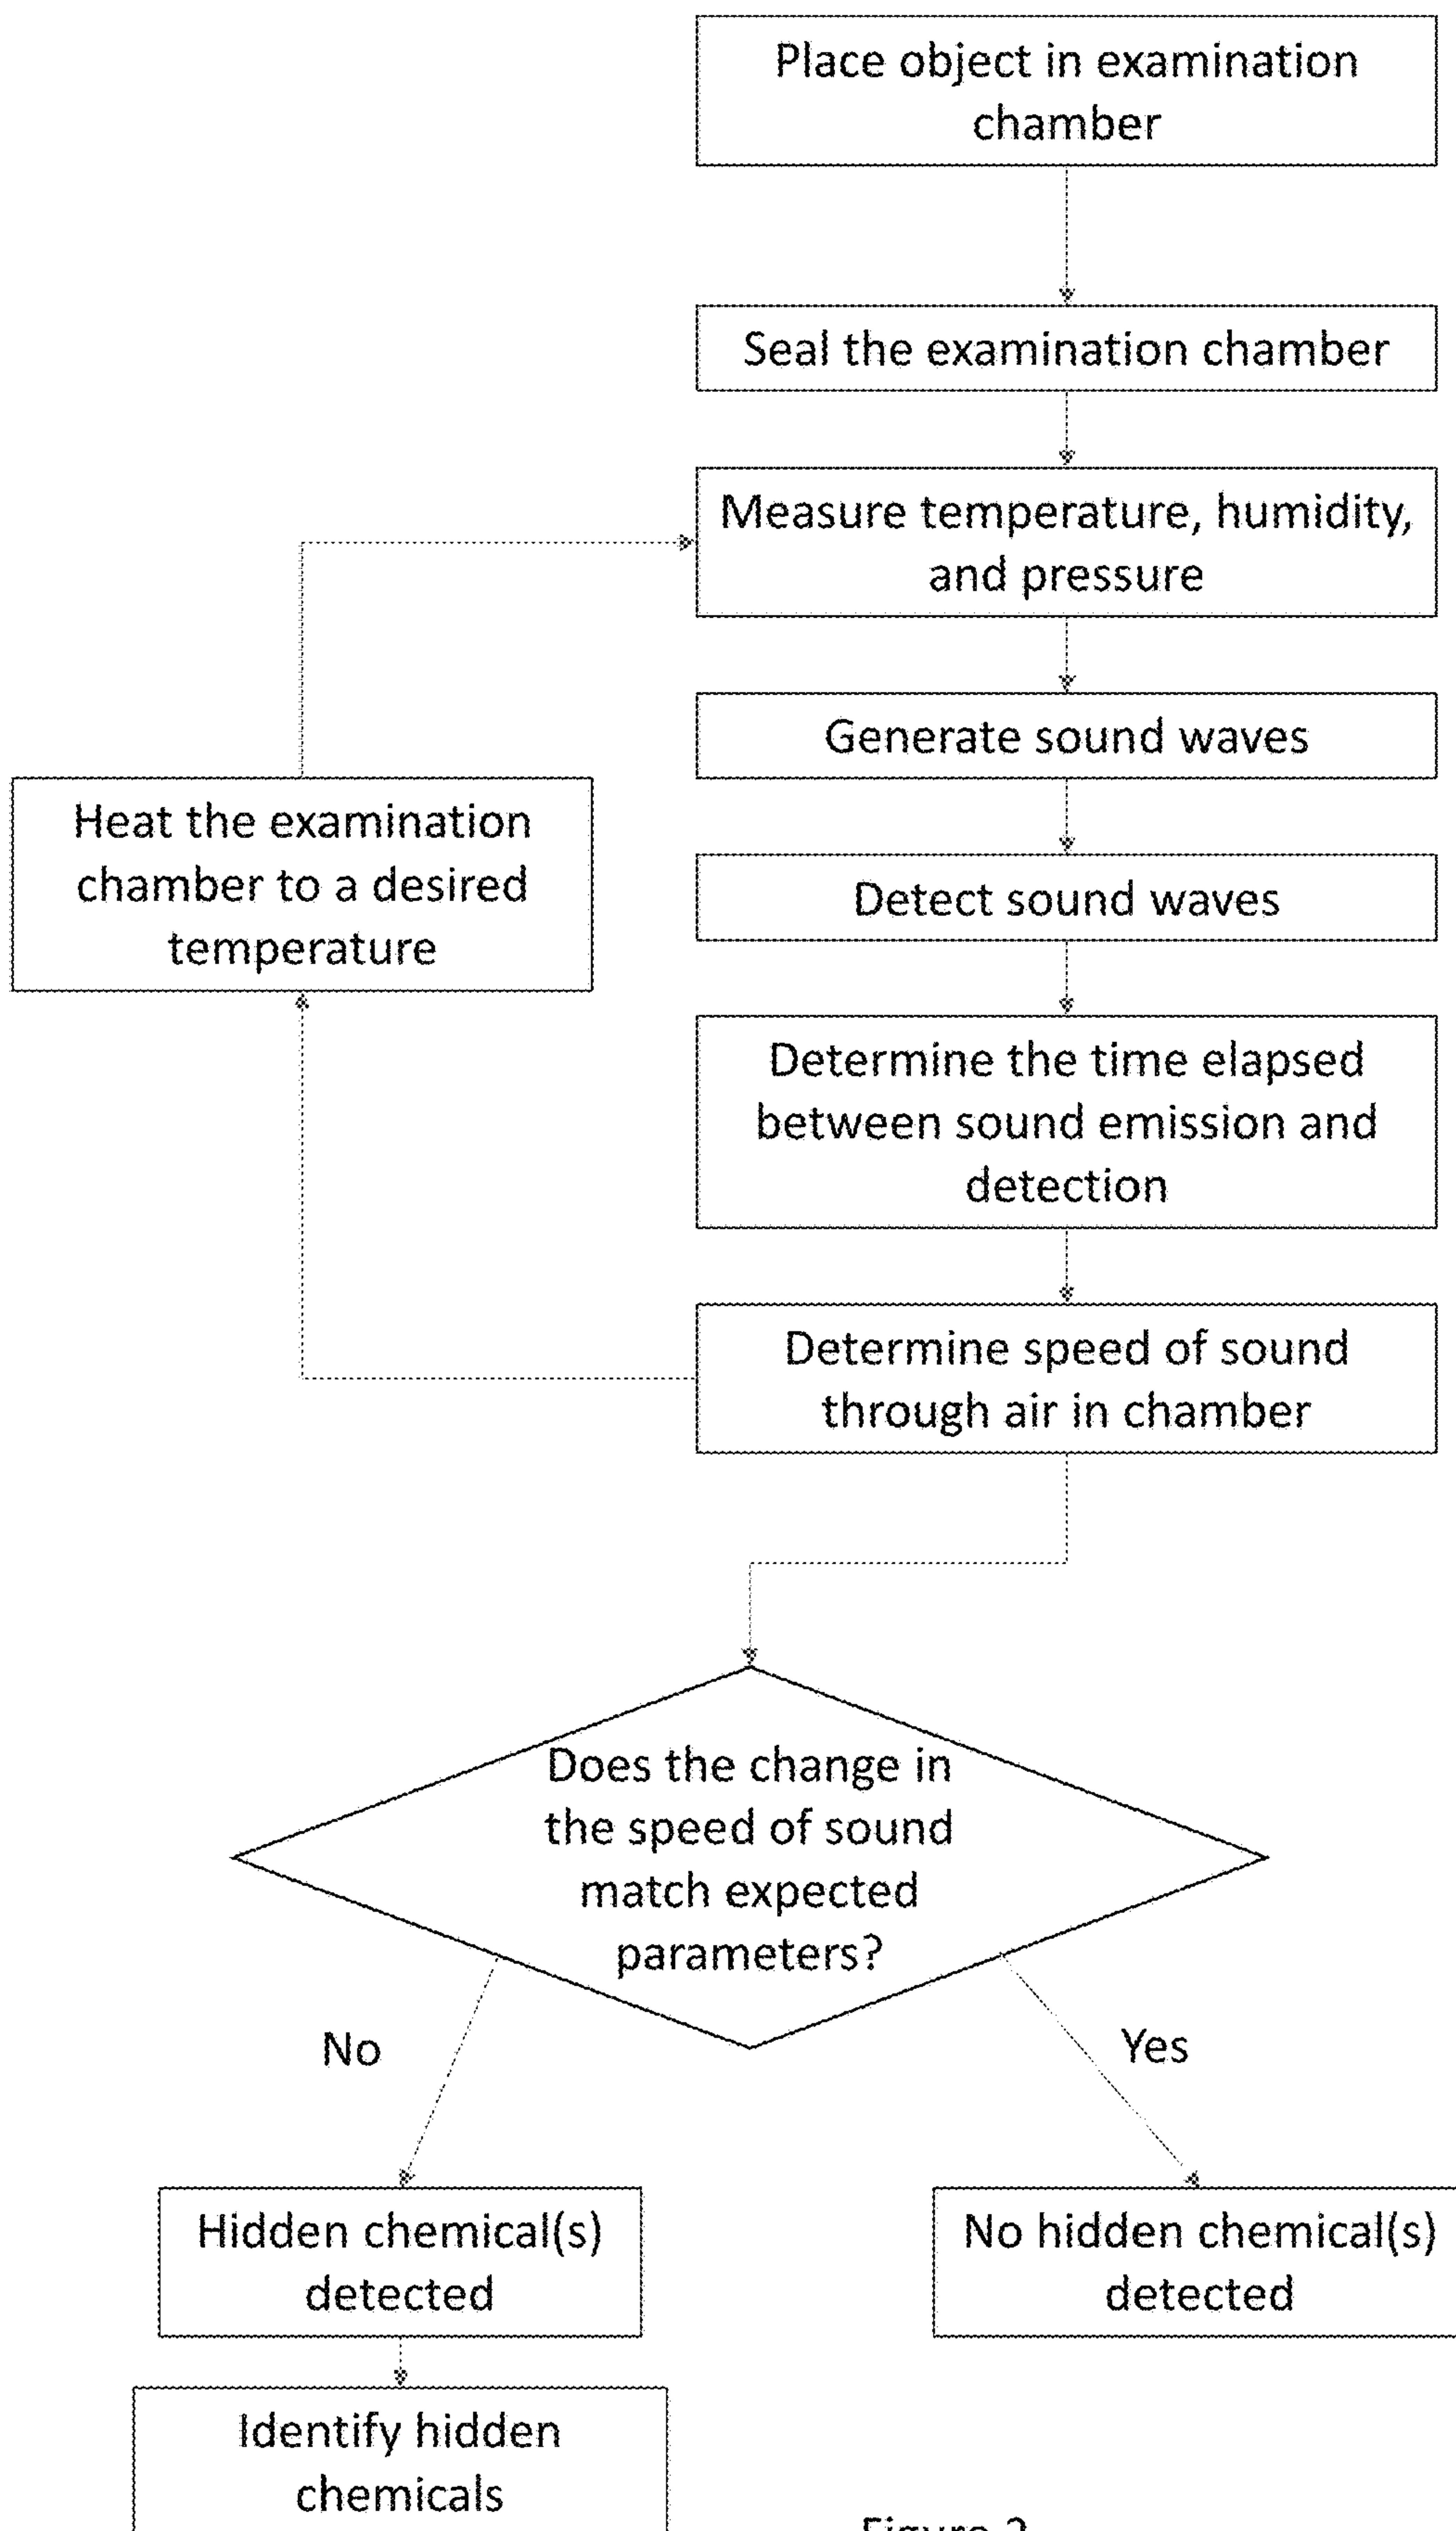 Place object in examination
chamber
Seal the examination chamber
Measure temperature, humidity,
and pressure
Generate sound waves
Heat the examination
chamber to a desired
temperature
Detect sound waves
Determine the time elapsed
between sound emission and
detection
Determine speed of sound
through air in chamber
Does the change in
the speed of sound
match expected
parameters?
No
Yes
Hidden chemical(s)
detected
No hidden chemical(s)
detected
Identify hidden
chemicals
Figure